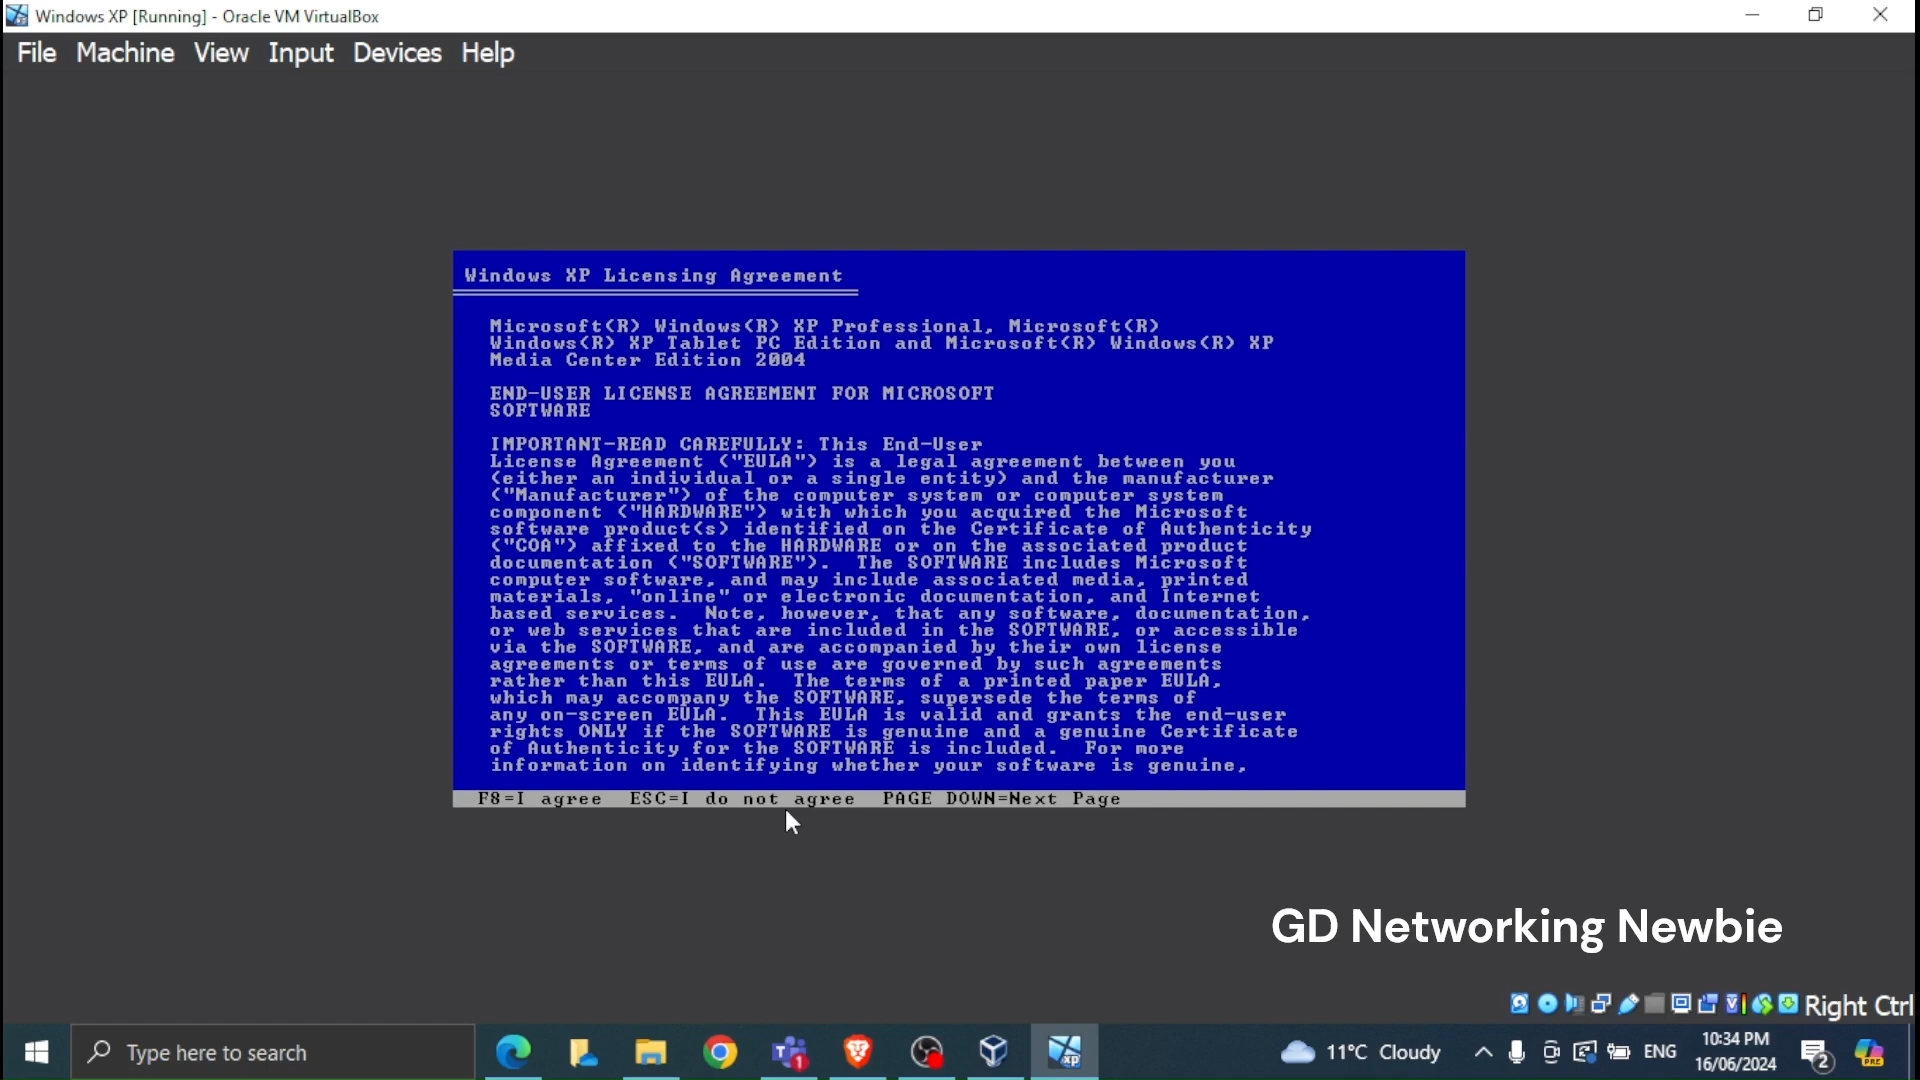 Windows XP [Running] - Oracle VM VirtualBox
File Machine View Input Devices Help
Windows XP Licensing Agreement
Microsoft(R) Windows(R) XP Professional, Microsoft(R)
Windows(R) XP Tablet PC Edition and Microsoft(R) Windows(R) XP
Media Center Edition 2004
END-USER LICENSE AGREEMENT FOR MICROSOFT
SOFTWARE
IMPORTANT-READ CAREFULLY: This End-User
License Agreement ("EULA") is a legal agreement between you
(either an individual or a single entity) and the manufacturer
("Manufacturer") of the computer system or computer system
component ("HARDWARE") with which you acquired the Microsoft
software product(s) identified on the Certificate of Authenticity
("COA") affixed to the HARDWARE or on the associated product
documentation ("SOFTWARE"). The SOFTWARE includes Microsoft
computer software, and may include associated media, printed
materials, "online" or electronic documentation, and Internet
based services. Note, however, that any software, documentation,
or web services that are included in the SOFTWARE, or accessible
via the SOFTWARE, and are accompanied by their own license
agreements or terms of use are governed by such agreements
rather than this EULA. The terms of a printed paper EULA,
which may accompany the SOFTWARE, supersede the terms of
any on-screen EULA. This EULA is valid and grants the end-user
rights ONLY if the SOFTWARE is genuine and a genuine Certificate
of Authenticity for the SOFTWARE is included. For more
information on identifying whether your software is genuine,
F8=I agree ESC=I do not agree PAGE DOWN=Next Page
GD Networking Newbie
Right Ctrl
Type here to search
1
xp
11°C Cloudy
ENG
10:34 PM
16/06/2024
2
PRE